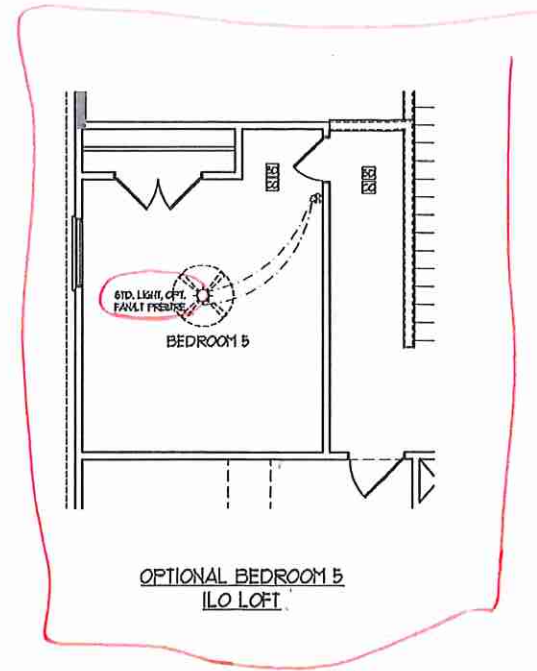 STD. LIGHT, OPT.
FAN/LT PREWIRE
BEDROOM 5
OPTIONAL BEDROOM 5
ILO LOFT